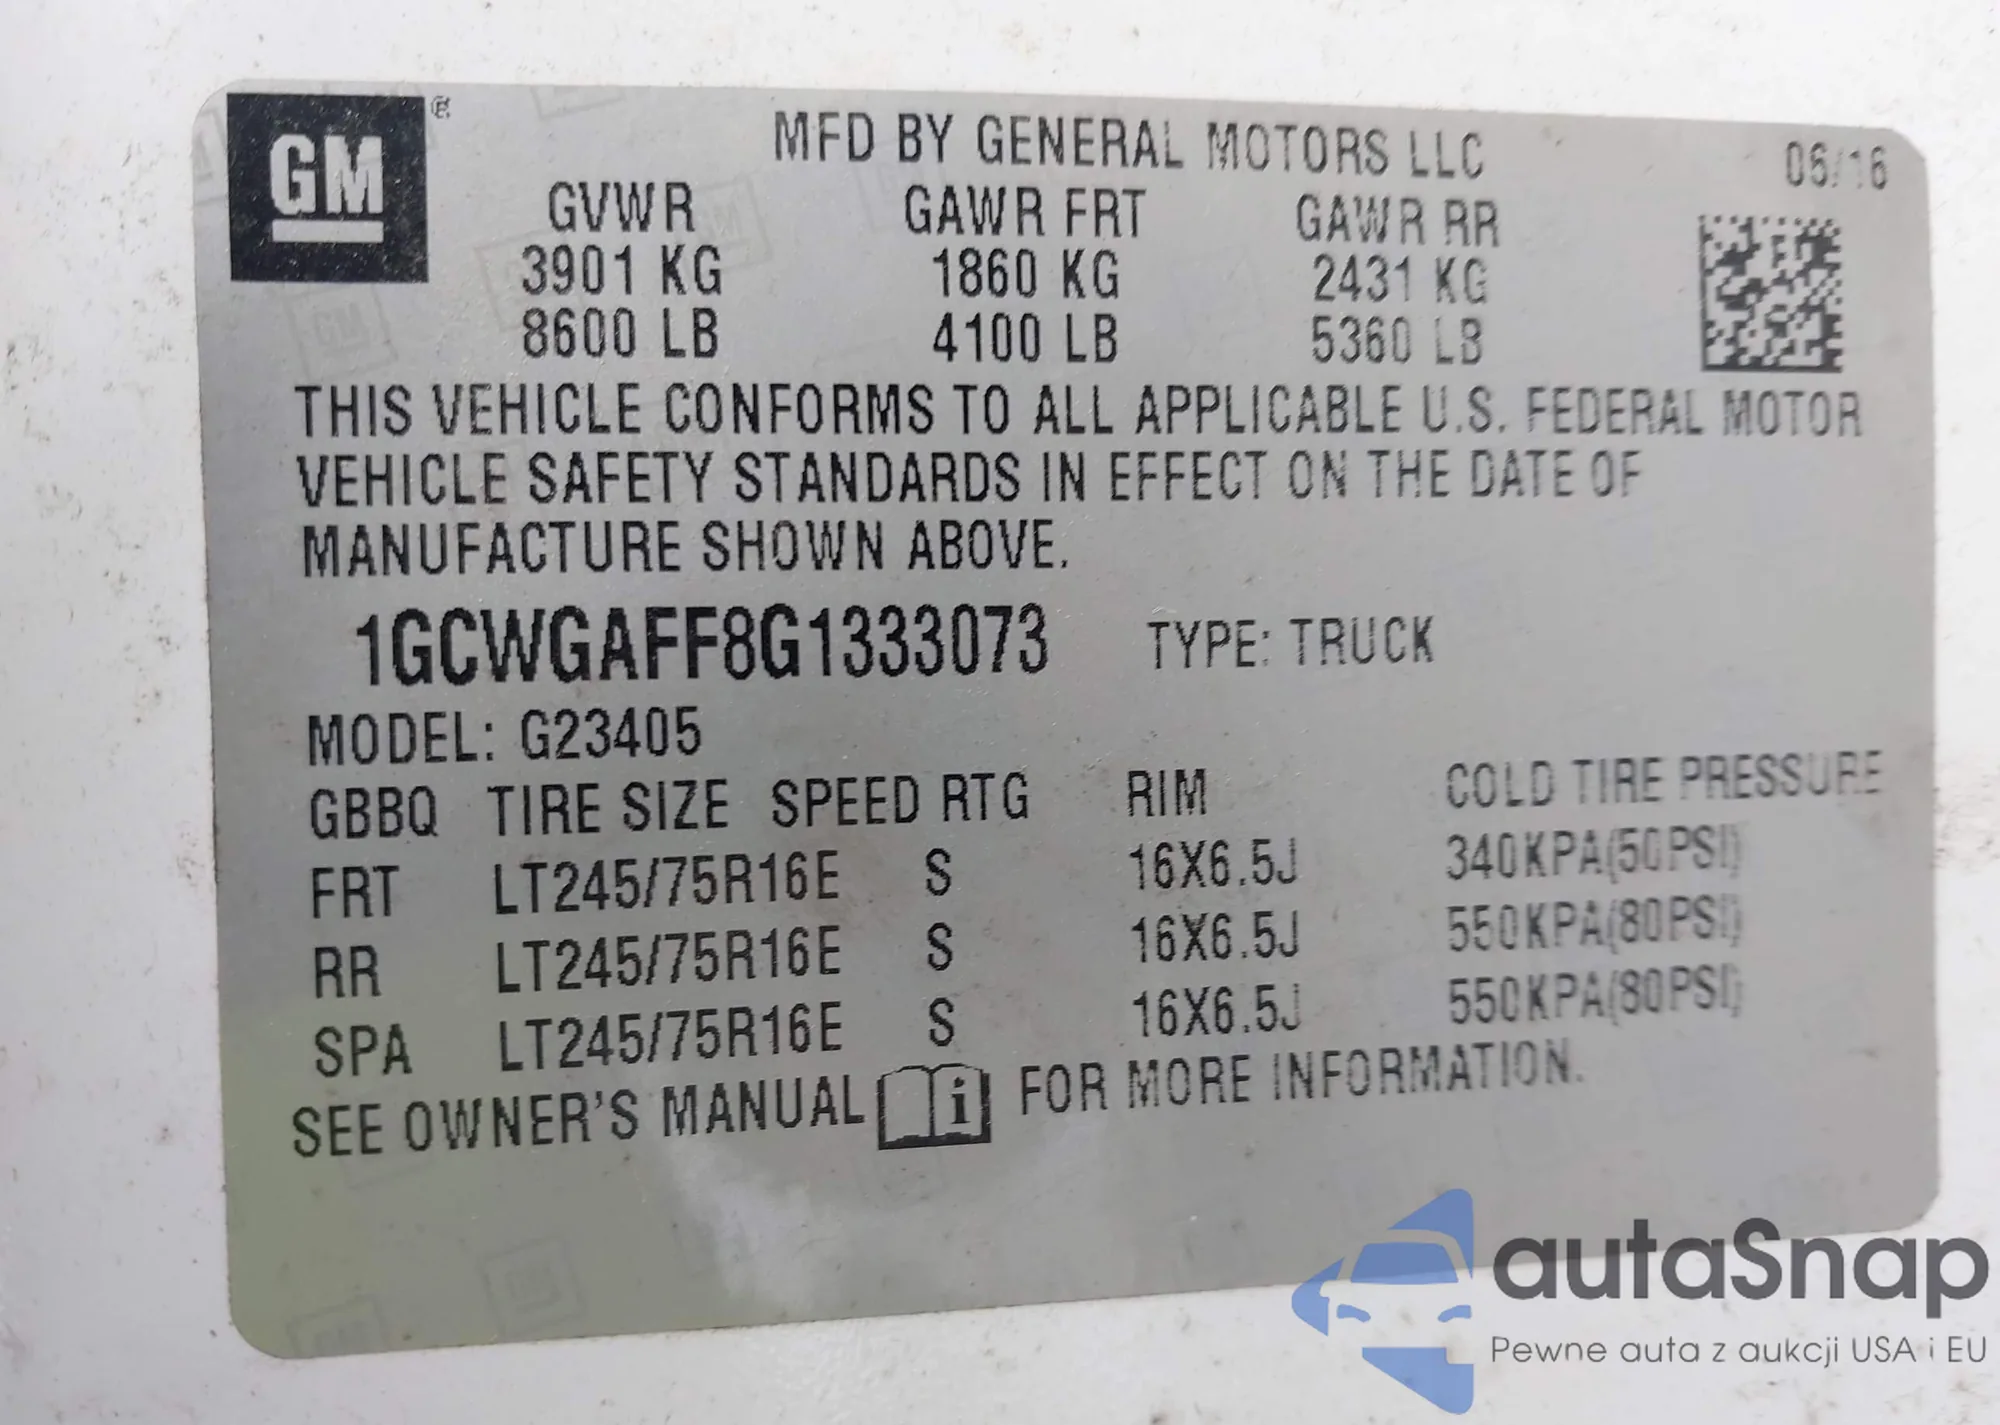 GM ®
MFD BY GENERAL MOTORS LLC 06/16
GVWR GAWR FRT GAWR RR
3901 KG 1860 KG 2431 KG
8600 LB 4100 LB 5360 LB
THIS VEHICLE CONFORMS TO ALL APPLICABLE U.S. FEDERAL MOTOR
VEHICLE SAFETY STANDARDS IN EFFECT ON THE DATE OF
MANUFACTURE SHOWN ABOVE.
1GCWGAFF8G1333073 TYPE: TRUCK
MODEL: G23405
GBBQ TIRE SIZE SPEED RTG RIM COLD TIRE PRESSURE
FRT LT245/75R16E S 16X6.5J 340KPA(50PSI)
RR LT245/75R16E S 16X6.5J 550KPA(80PSI)
SPA LT245/75R16E S 16X6.5J 550KPA(80PSI)
SEE OWNER'S MANUAL i FOR MORE INFORMATION.
autaSnap
Pewne auta z aukcji USA i EU